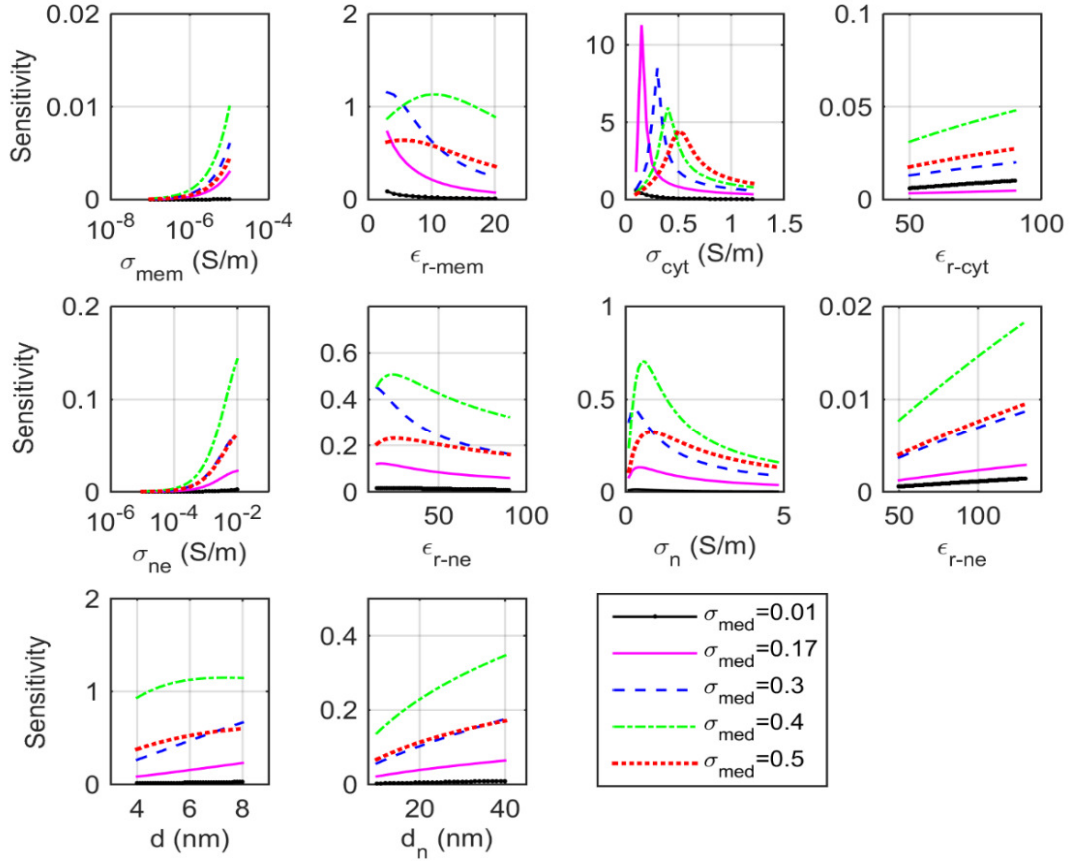 Sensitivity
0.02
0.01
0
10^-8 10^-6 10^-4
σ_mem (S/m)
2
1
0
0 10 20
ϵ_r-mem
10
5
0
0 0.5 1 1.5
σ_cyt (S/m)
0.1
0.05
0
50 100
ϵ_r-cyt
Sensitivity
0.2
0.1
0
10^-6 10^-4 10^-2
σ_ne (S/m)
0.6
0.4
0.2
0
50 100
ϵ_r-ne
1
0.5
0
0 5
σ_n (S/m)
0.02
0.01
0
50 100
ϵ_r-ne
Sensitivity
2
1
0
4 6 8
d (nm)
0.4
0.2
0
20 40
d_n (nm)
σ_med=0.01
σ_med=0.17
σ_med=0.3
σ_med=0.4
σ_med=0.5